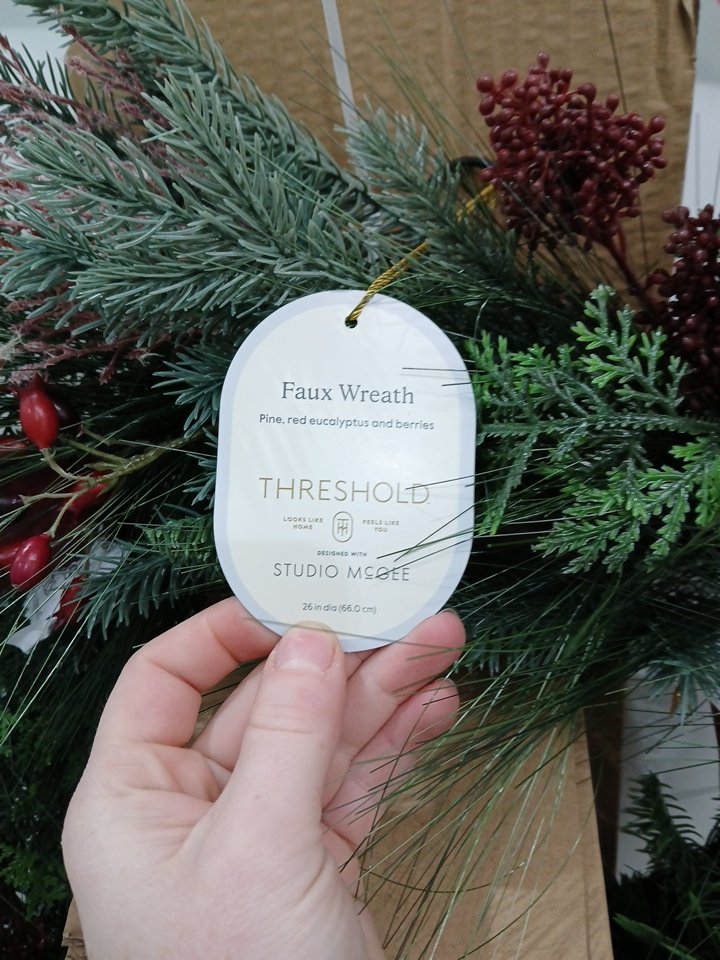 Faux Wreath
Pine, red eucalyptus and berries
THRESHOLD™
LOOKS LIKE HOME
FEELS LIKE YOU
DESIGNED WITH
STUDIO McGEE
26 in dia (66.0 cm)